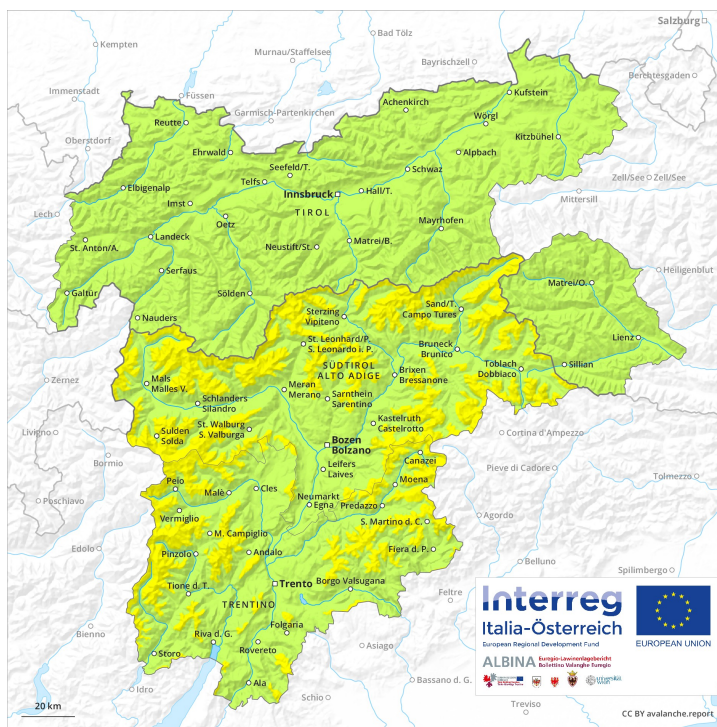 Salzburg
Kempten
Bad Tölz
Murnau/Staffelsee
Bayrischzell
Berchtesgaden
Immenstadt
Füssen
Garmisch-Partenkirchen
Kufstein
Achenkirch
Wörgl
Reutte
Oberstdorf
Kitzbühel
Ehrwald
Seefeld/T.
Alpbach
Schwaz
Telfs
Zell/See
Zell/See
Elbigenalp
Innsbruck
Hall/T.
Mittersill
Imst
TIROL
Lech
Oetz
Mayrhofen
St. Anton/A.
Landeck
Neustift/St.
Matrei/B.
Serfaus
Heiligenblut
Galtür
Sölden
Matrei/O.
Nauders
Sterzing
Vipiteno
Sand/T.
Campo Tures
Lienz
St. Leonhard/P.
S. Leonardo i. P.
Bruneck
Brunico
Sillian
Toblach
Dobbiaco
SÜDTIROL
ALTO ADIGE
Brixen
Bressanone
Zernez
Mals
Malles V.
Meran
Merano
Schlanders
Silandro
Sarnthein
Sarentino
Kastelruth
Castelrotto
St. Walburg
S. Valburga
Livigno
Sulden
Solda
Bozen
Bolzano
Cortina d'Ampezzo
Bormio
Canazei
Pieve di Cadore
Leifers
Laives
Tolmezzo
Poschiavo
Peio
Malè
Cles
Moena
Neumarkt
Egna
Predazzo
Agordo
Vermiglio
S. Martino d. C.
M. Campiglio
Edolo
Pinzolo
Andalo
Fiera d. P.
Belluno
Spilimbergo
Tione d. T.
Trento
Borgo Valsugana
Feltre
TRENTINO
Bienno
Folgaria
Riva d. G.
Storo
Rovereto
Asiago
Idro
Ala
Schio
Bassano d. G.
Treviso
20 km
Interreg
Italia-Österreich
European Regional Development Fund
EUROPEAN UNION
ALBINA
Euregio-Lawinenlagebericht
Bollettino Valanghe Euregio
CC BY avalanche.report